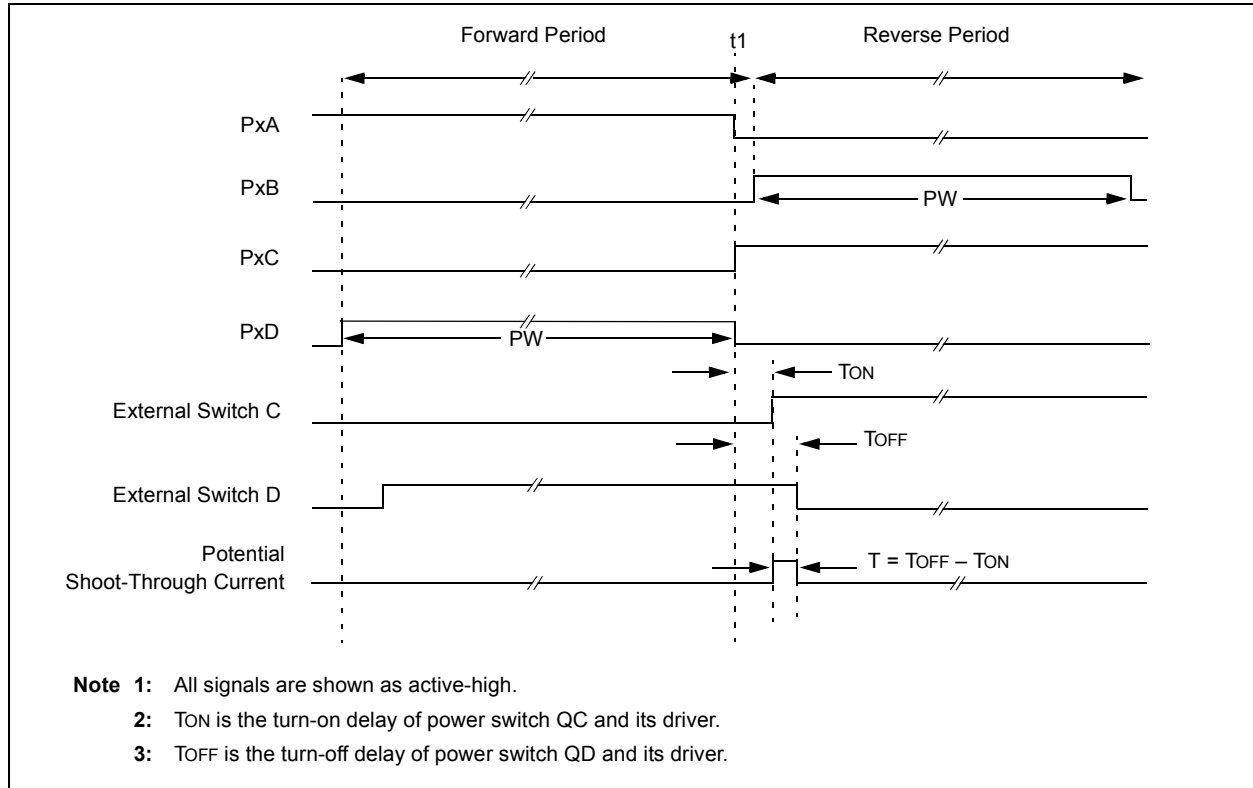 Forward Period t1 Reverse Period
PxA
PxB
PW
PxC
PxD
PW
TON
External Switch C
TOFF
External Switch D
Potential
Shoot-Through Current
T = TOFF – TON
Note 1: All signals are shown as active-high.
2: TON is the turn-on delay of power switch QC and its driver.
3: TOFF is the turn-off delay of power switch QD and its driver.